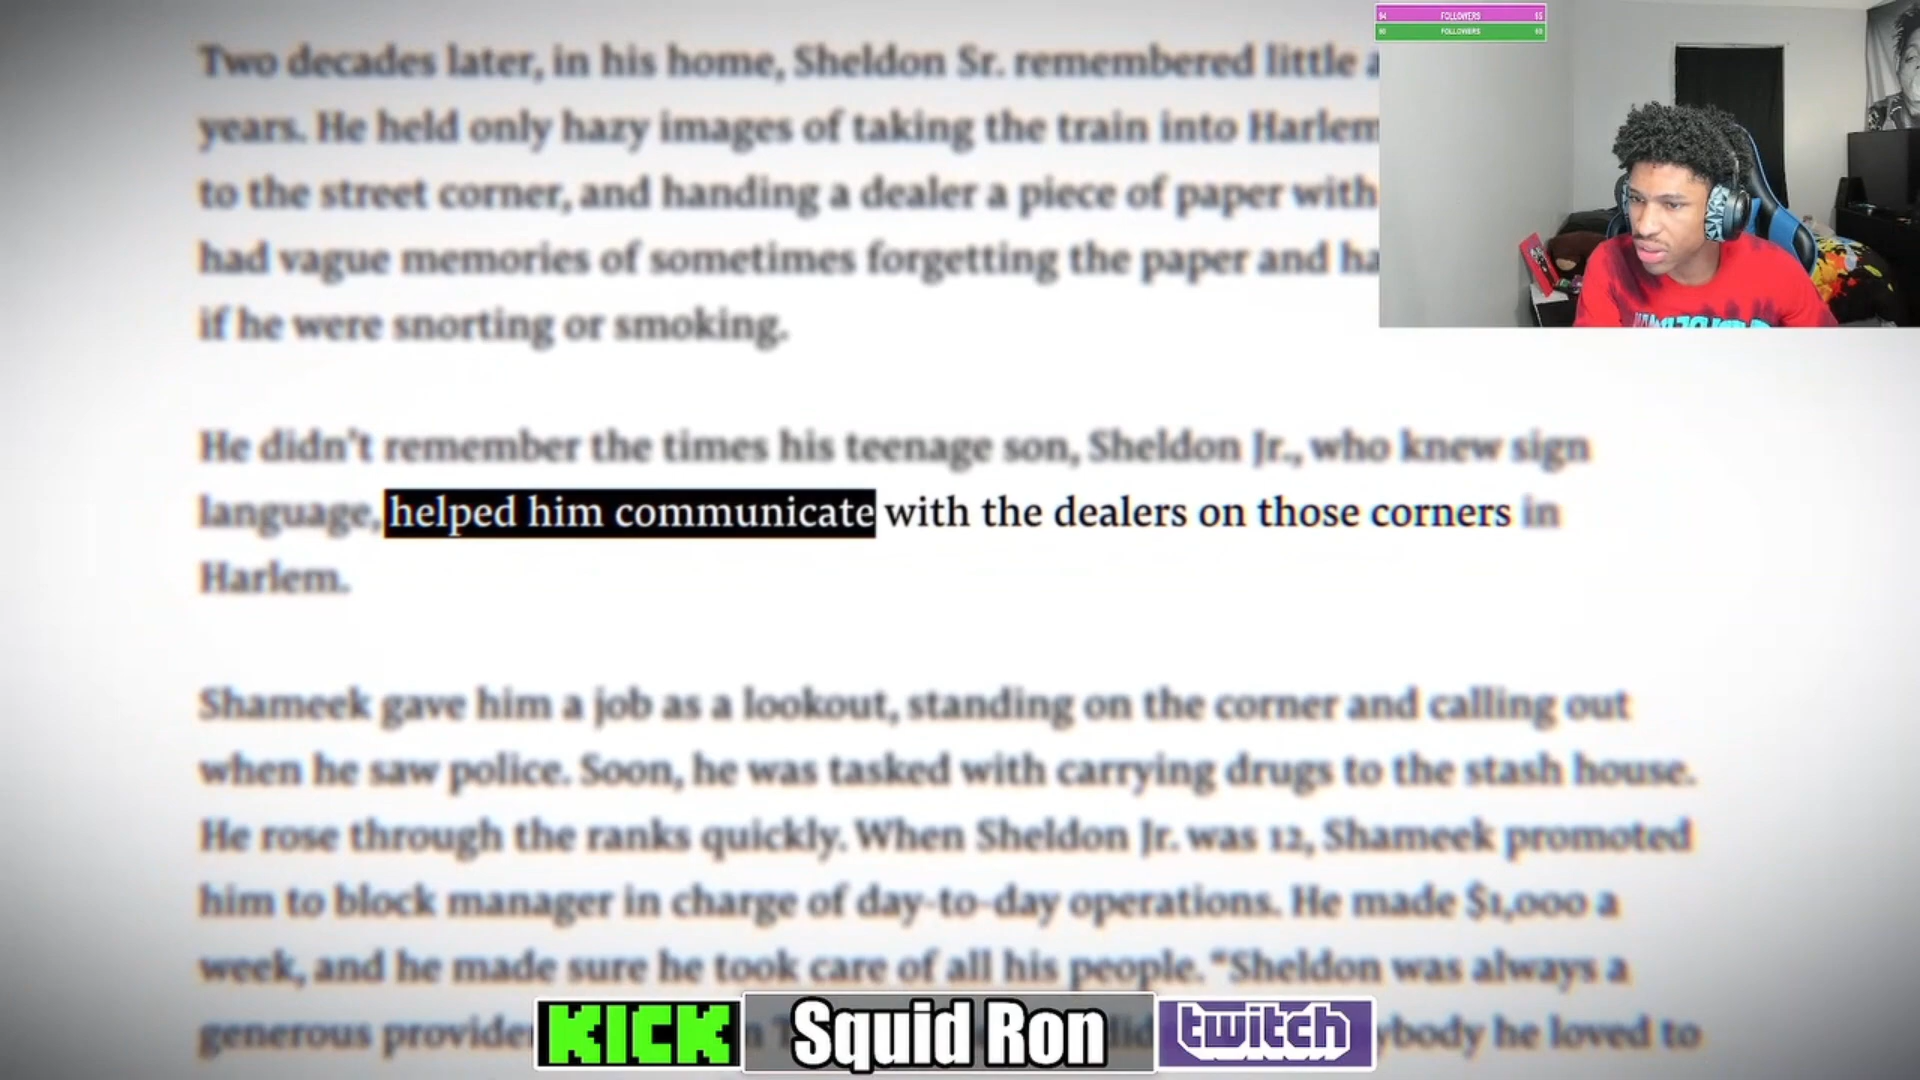 Two decades later, in his home, Sheldon Sr. remembered little
years. He held only hazy images of taking the train into Harlem
to the street corner, and handing a dealer a piece of paper with
had vague memories of sometimes forgetting the paper and
if he were snorting or smoking.
He didn't remember the times his teenage son, Sheldon Jr., who knew sign
language, helped him communicate with the dealers on those corners in
Harlem.
Shameek gave him a job as a lookout, standing on the corner and calling out
when he saw police. Soon, he was tasked with carrying drugs to the stash house.
He rose through the ranks quickly. When Sheldon Jr. was 12, Shameek promoted
him to block manager in charge of day-to-day operations. He made $1,000 a
week, and he made sure he took care of all his people. "Sheldon was always a
generous he loved to
FOLLOWERS
FOLLOWERS
KICK Squid Ron twitch